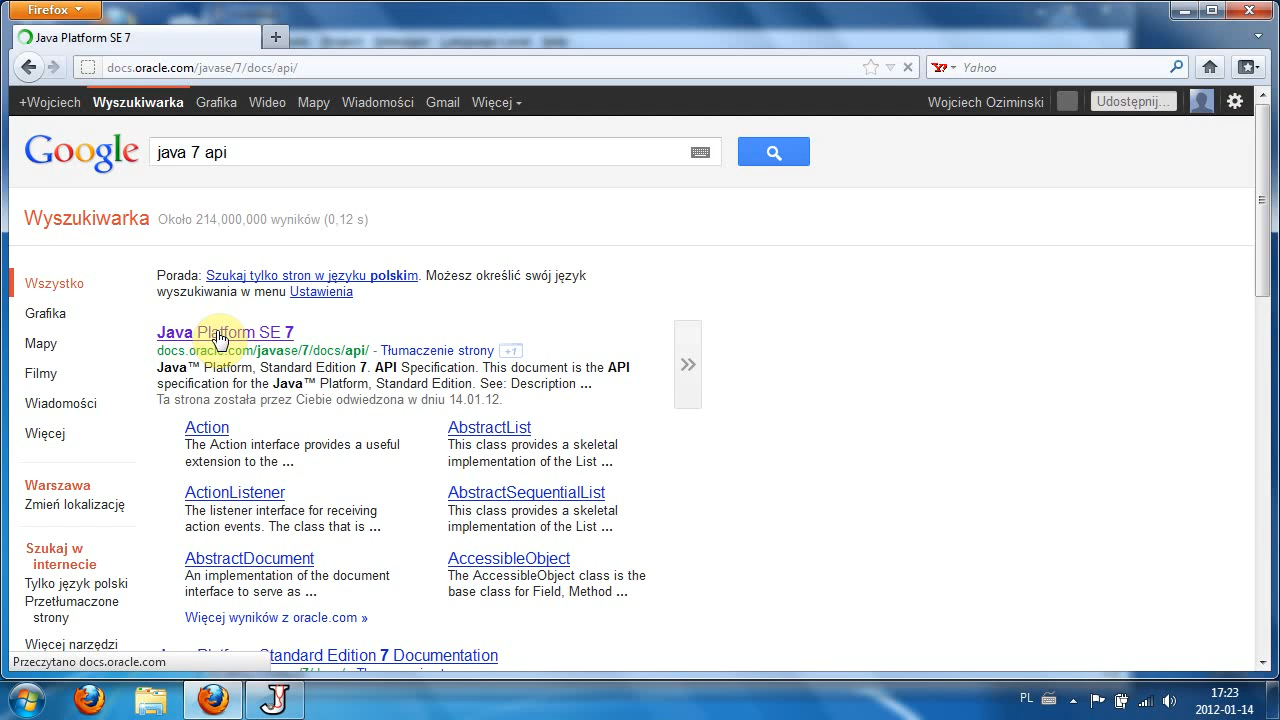 Firefox
Java Platform SE 7
docs.oracle.com/javase/7/docs/api/
Yahoo
+Wojciech Wyszukiwarka Grafika Wideo Mapy Wiadomości Gmail Więcej
Wojciech Oziminski Udostępnij...
Google
java 7 api
Wyszukiwarka
Około 214,000,000 wyników (0,12 s)
Wszystko
Grafika
Mapy
Filmy
Wiadomości
Więcej
Warszawa
Zmień lokalizację
Szukaj w
internecie
Tylko język polski
Przetłumaczone
strony
Więcej narzędzi
Porada: Szukaj tylko stron w języku polskim. Możesz określić swój język
wyszukiwania w menu Ustawienia
Java Platform SE 7
docs.oracle.com/javase/7/docs/api/ - Tłumaczenie strony +1
Java™ Platform, Standard Edition 7. API Specification. This document is the API
specification for the Java™ Platform, Standard Edition. See: Description ...
Ta strona została przez Ciebie odwiedzona w dniu 14.01.12.
Action
The Action interface provides a useful
extension to the ...
AbstractList
This class provides a skeletal
implementation of the List ...
ActionListener
The listener interface for receiving
action events. The class that is ...
AbstractSequentialList
This class provides a skeletal
implementation of the List ...
AbstractDocument
An implementation of the document
interface to serve as ...
AccessibleObject
The AccessibleObject class is the
base class for Field, Method ...
Więcej wyników z oracle.com »
Standard Edition 7 Documentation
Przeczytano docs.oracle.com
PL
17:23
2012-01-14